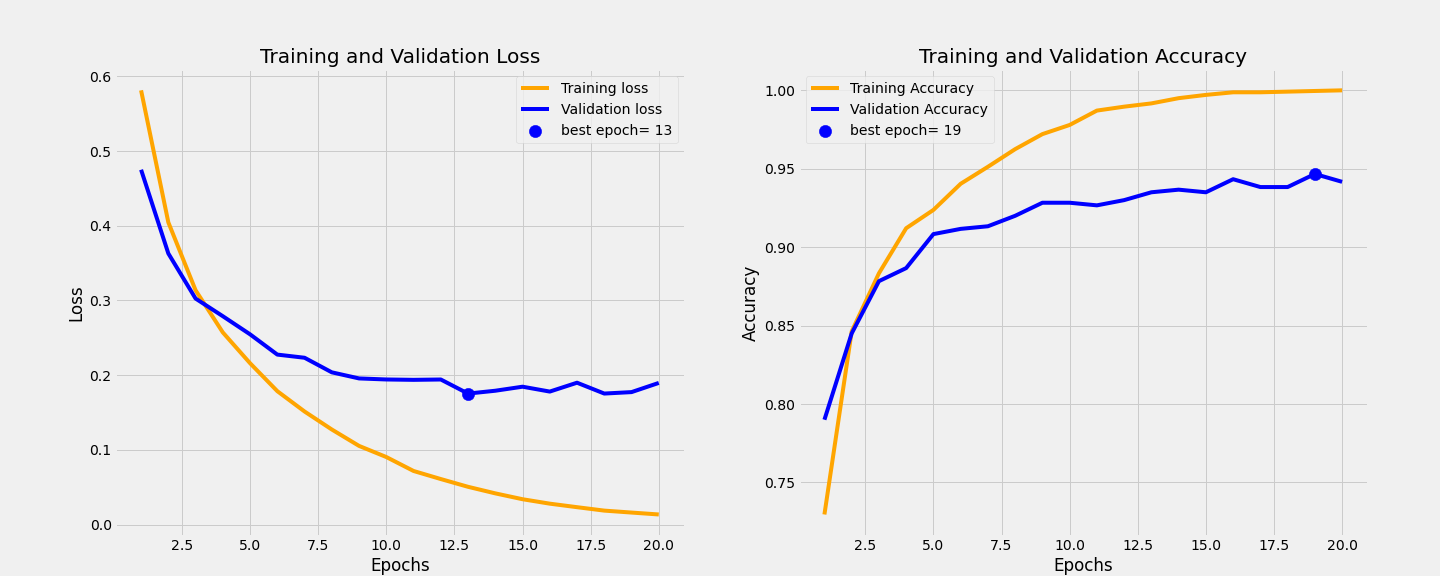 Training and Validation Loss
Training loss
Validation loss
best epoch= 13
0.6
0.5
0.4
0.3
0.2
0.1
0.0
Loss
2.5 5.0 7.5 10.0 12.5 15.0 17.5 20.0
Epochs
Training and Validation Accuracy
Training Accuracy
Validation Accuracy
best epoch= 19
1.00
0.95
0.90
0.85
0.80
0.75
Accuracy
2.5 5.0 7.5 10.0 12.5 15.0 17.5 20.0
Epochs